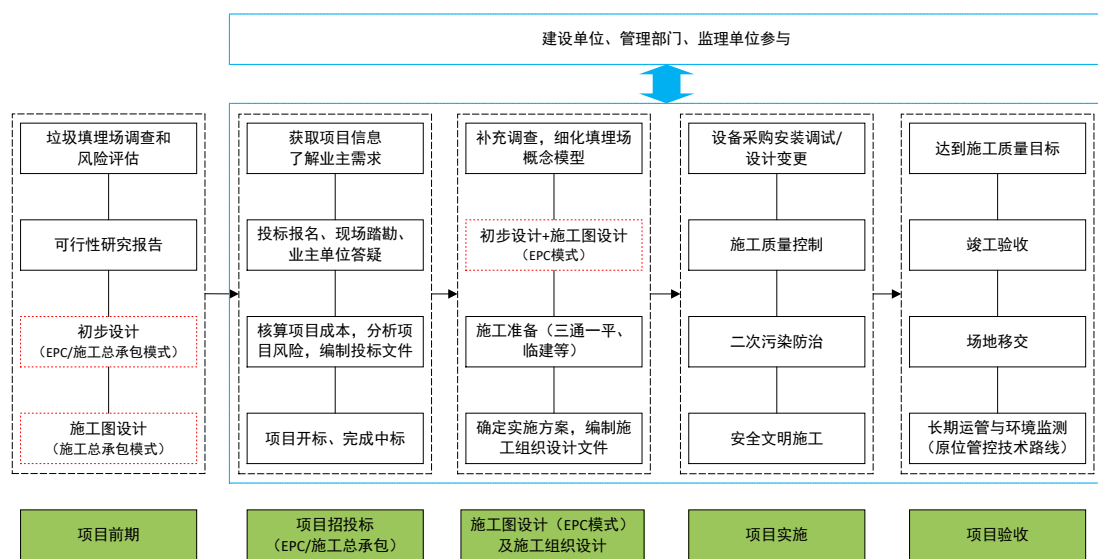 建设单位、管理部门、监理单位参与
垃圾填埋场调查和
风险评估
可行性研究报告
初步设计
（EPC/施工总承包模式）
施工图设计
（施工总承包模式）
获取项目信息
了解业主需求
投标报名、现场踏勘、
业主单位答疑
核算项目成本，分析项
目风险，编制投标文件
项目开标、完成中标
补充调查，细化填埋场
概念模型
初步设计+施工图设计
（EPC模式）
施工准备（三通一平、
临建等）
确定实施方案，编制施
工组织设计文件
设备采购安装调试/
设计变更
施工质量控制
二次污染防治
安全文明施工
达到施工质量目标
竣工验收
场地移交
长期运管与环境监测
（原位管控技术路线）
项目前期
项目招投标
（EPC/施工总承包）
施工图设计（EPC模式）
及施工组织设计
项目实施
项目验收